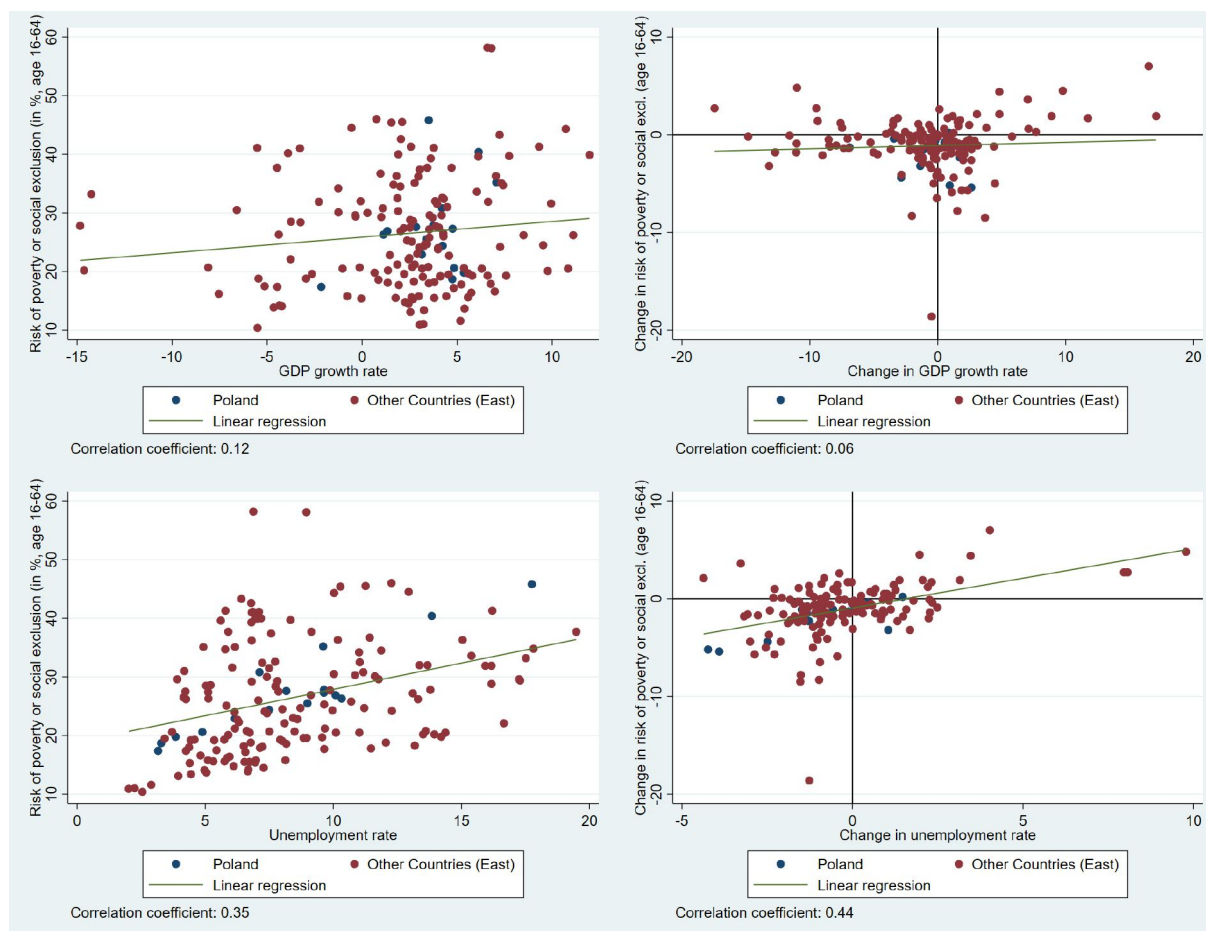 Risk of poverty or social exclusion (in %, age 16-64)
60
50
40
30
20
10
-15
-10
-5
0
5
10
GDP growth rate
Poland
Other Countries (East)
Linear regression
Correlation coefficient: 0.12
Change in risk of poverty or social excl. (age 16-64)
10
0
-10
-20
-20
-10
0
10
20
Change in GDP growth rate
Poland
Other Countries (East)
Linear regression
Correlation coefficient: 0.06
Risk of poverty or social exclusion (in %, age 16-64)
60
50
40
30
20
10
0
5
10
15
20
Unemployment rate
Poland
Other Countries (East)
Linear regression
Correlation coefficient: 0.35
Change in risk of poverty or social excl. (age 16-64)
10
0
-10
-20
-5
0
5
10
Change in unemployment rate
Poland
Other Countries (East)
Linear regression
Correlation coefficient: 0.44